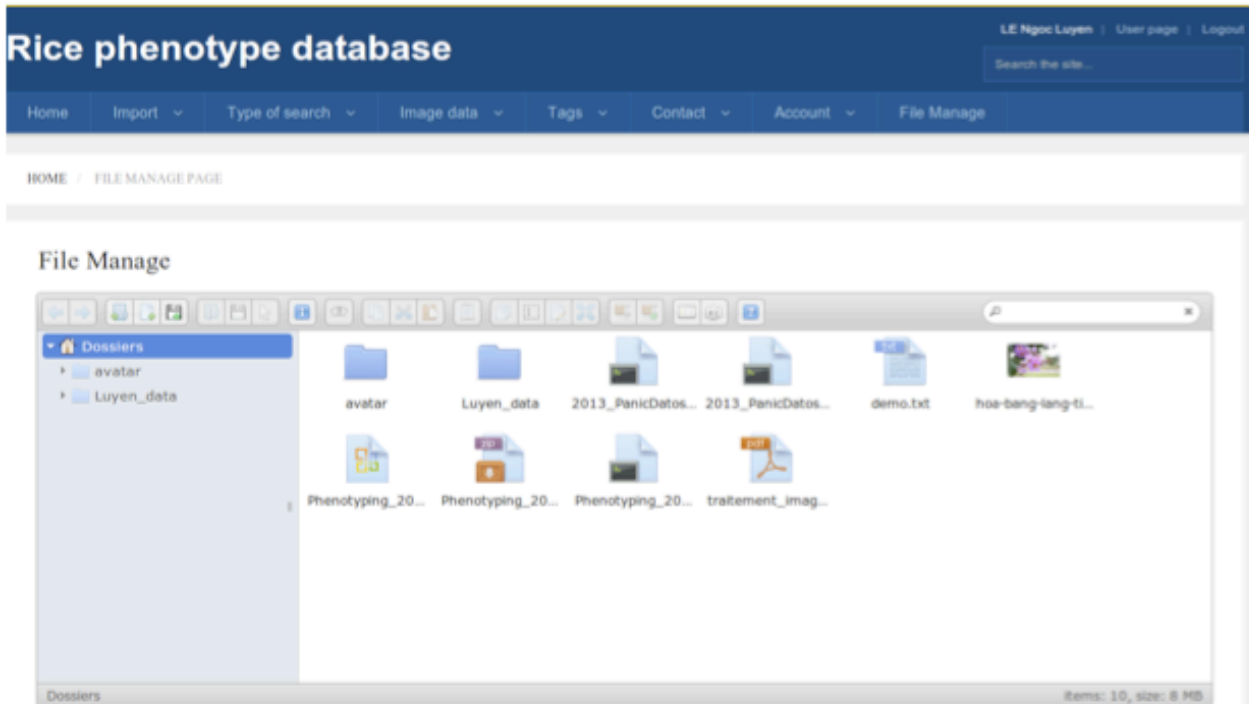 LE Ngoc Luyen | User page | Logout
Rice phenotype database
Search the site...
Home Import Type of search Image data Tags Contact Account File Manage
HOME / FILE MANAGE PAGE
File Manage
Dossiers
avatar
Luyen_data
avatar Luyen_data 2013_PanicDatos... 2013_PanicDatos... demo.txt hoa-bang-lang-ti...
Phenotyping_20... Phenotyping_20... Phenotyping_20... traitement_imag...
Dossiers Items: 10, size: 8 MB